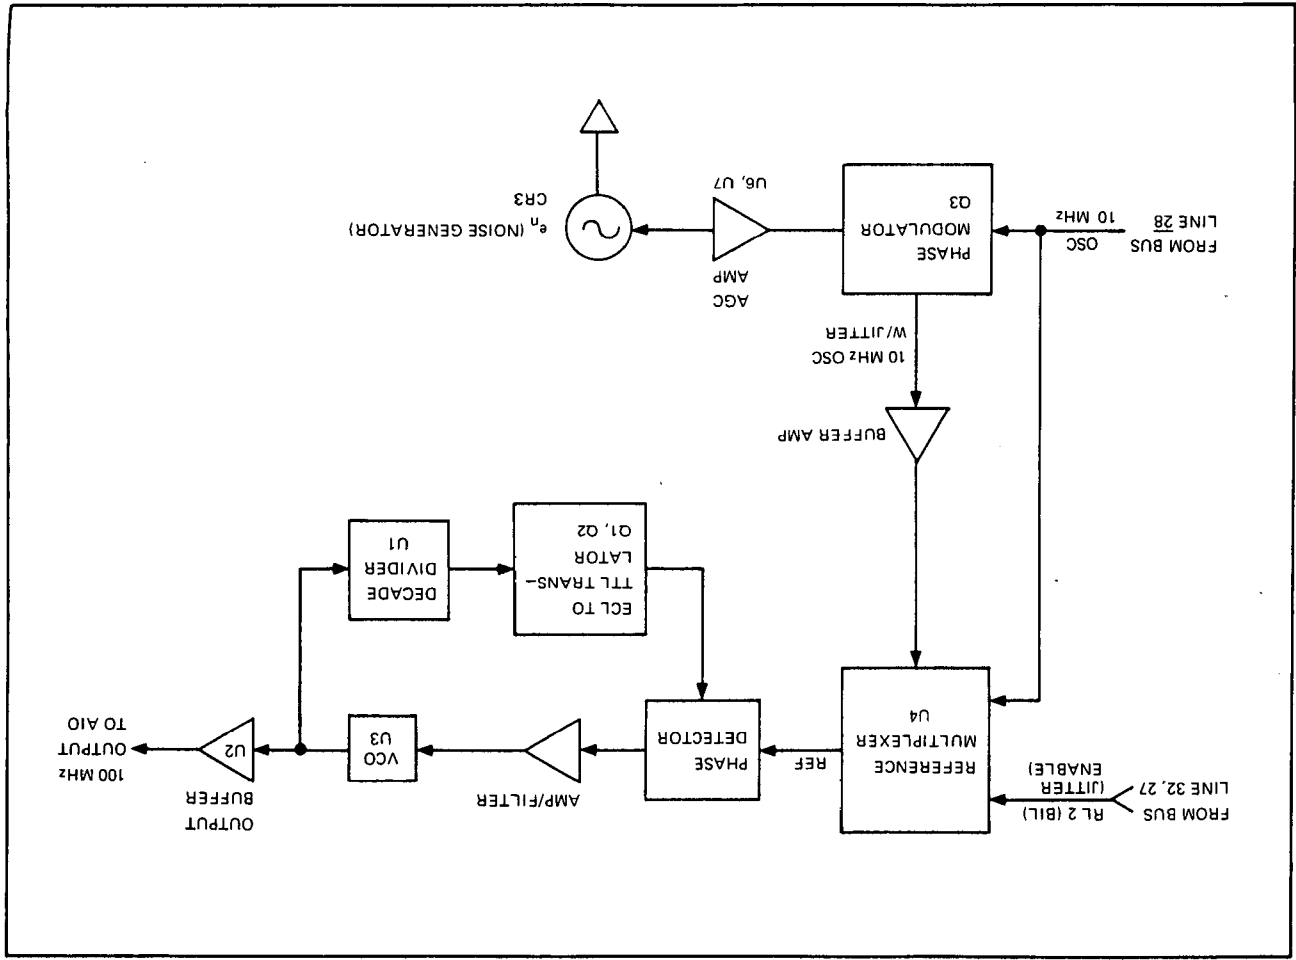 FROM BUS
LINE 32, 27
RL 2 (BIL)
(JITTER
ENABLE)
REFERENCE
MULTIPLEXER
U4
REF
PHASE
DETECTOR
AMP/FILTER
VCO
U3
OUTPUT
BUFFER
U2
100 MHz
OUTPUT
TO AIO
ECL TO
TTL TRANS-
LATOR
Q1, Q2
DECADE
DIVIDER
U1
BUFFER AMP
10 MHz OSC
W/JITTER
FROM BUS
LINE 28
OSC
10 MHz
PHASE
MODULATOR
Q3
AGC
AMP
U6, U7
en (NOISE GENERATOR)
CR3